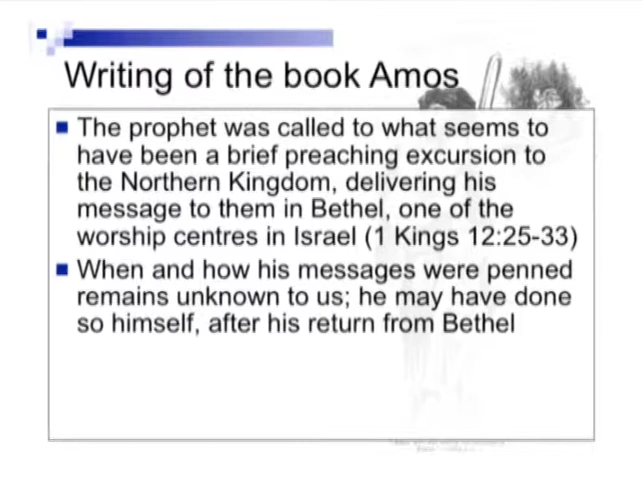 Writing of the book Amos
The prophet was called to what seems to
have been a brief preaching excursion to
the Northern Kingdom, delivering his
message to them in Bethel, one of the
worship centres in Israel (1 Kings 12:25-33)
When and how his messages were penned
remains unknown to us; he may have done
so himself, after his return from Bethel